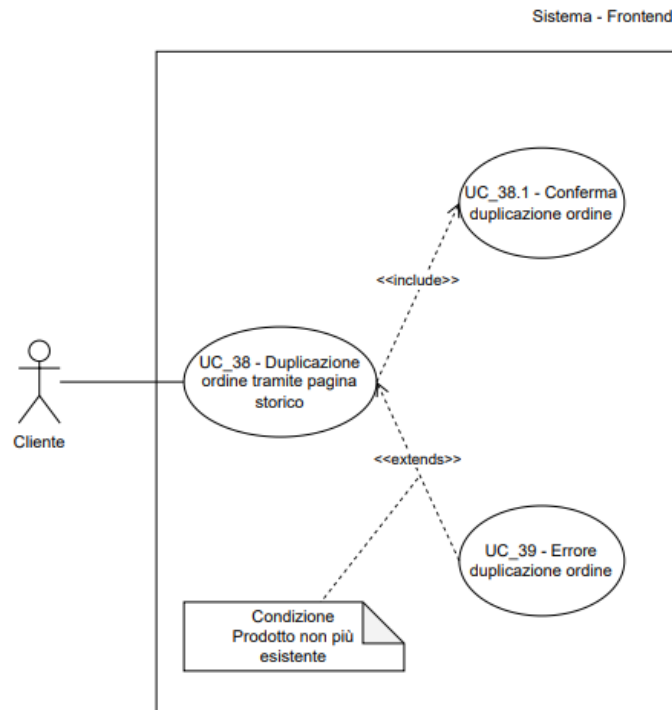 Sistema - Frontend
UC_38.1 - Conferma
duplicazione ordine
<<include>>
UC_38 - Duplicazione
ordine tramite pagina
storico
Cliente
<<extends>>
UC_39 - Errore
duplicazione ordine
Condizione
Prodotto non più
esistente